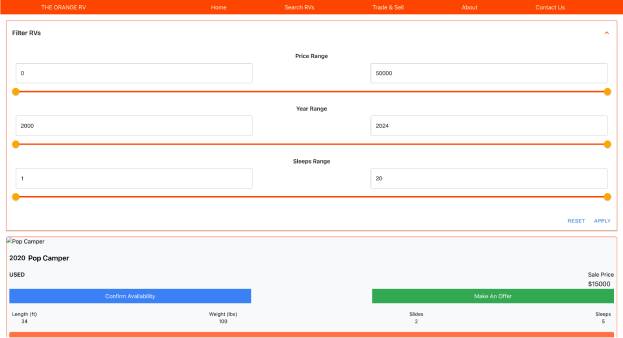 THE ORANGE RV Home Search RVs Trade & Sell About Contact Us
Filter RVs
Price Range
0 50000
Year Range
2000 2024
Sleeps Range
1 20
RESET APPLY
Pop Camper
2020 Pop Camper
USED Sale Price
$15000
Confirm Availability Make An Offer
Length (ft) Weight (lbs) Slides Sleeps
34 100 2 5